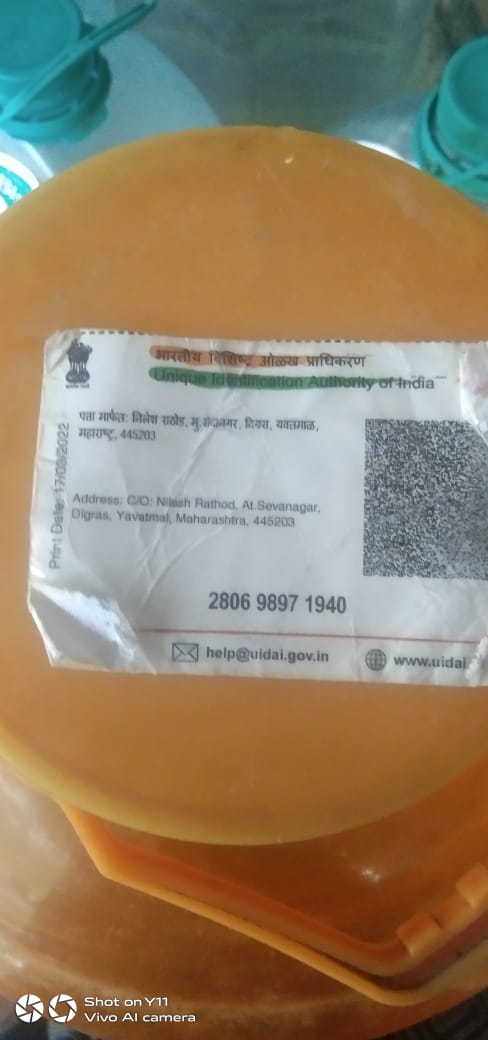 भारतीय विशिष्ट ओळख प्राधिकरण
Unique Identification Authority of India
Print Date: 17/03/2022
पत्ता मार्फत: निलेश राठोड, मु.सेवानगर, दिग्रस, यवतमाळ,
महाराष्ट्र, 445203
Address: C/O: Nilesh Rathod, At.Sevanagar,
Digras, Yavatmal, Maharashtra, 445203
2806 9897 1940
help@uidai.gov.in
www.uidai.
Shot on Y11
Vivo AI camera